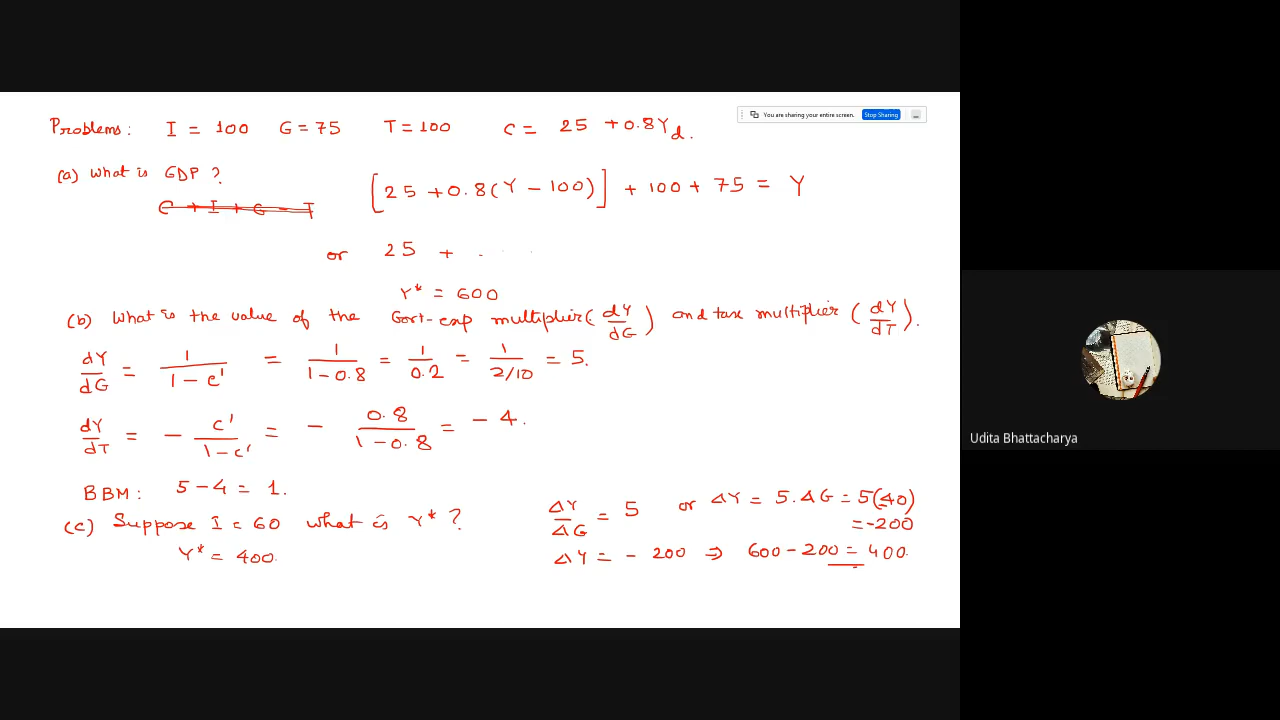 Problems: I = 100 G = 75 T = 100 C = 25 + 0.8Yd.
You are sharing your entire screen. Stop Sharing
(a) What is GDP?
[25 + 0.8(Y - 100)] + 100 + 75 = Y
C + I + G - T
or 25 + . . .
Y* = 600
(b) What is the value of the Govt-exp multiplier (dY/dG) and tax multiplier (dY/dT).
dY/dG = 1/(1 - c') = 1/(1 - 0.8) = 1/0.2 = 1/(2/10) = 5.
dY/dT = - c'/(1 - c') = - 0.8/(1 - 0.8) = - 4.
BBM: 5 - 4 = 1.
(c) Suppose I = 60 what is Y*?
Y* = 400.
ΔY/ΔG = 5 or ΔY = 5.ΔG = 5(-40)
= -200
ΔY = - 200 ⇒ 600 - 200 = 400.
Udita Bhattacharya